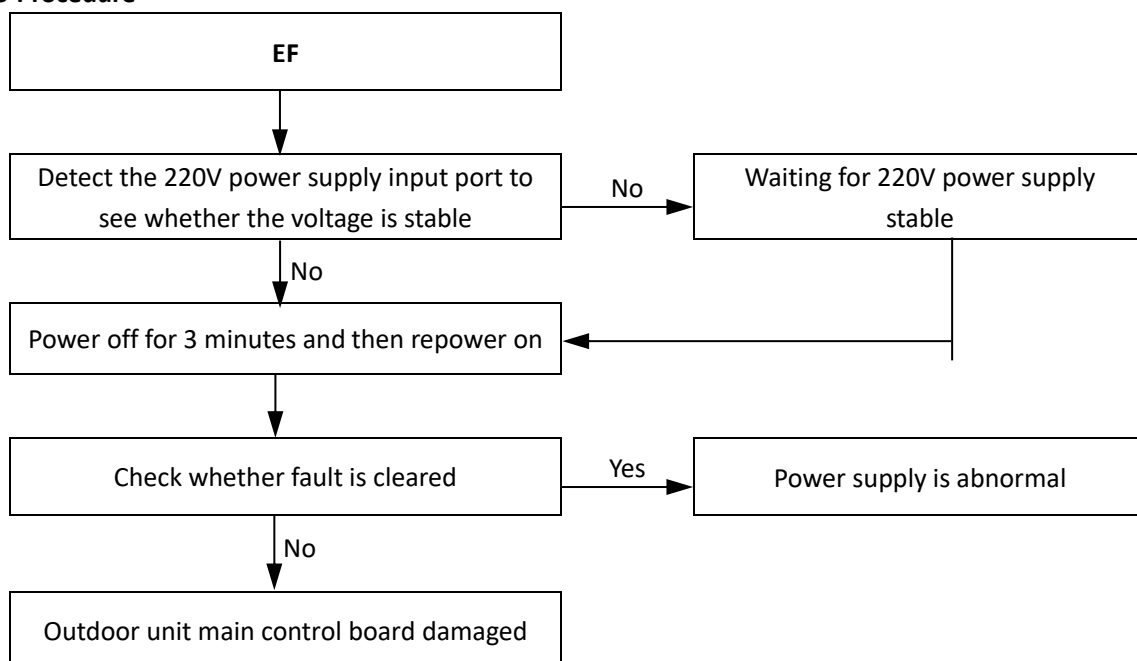 Procedure
EF
Detect the 220V power supply input port to
see whether the voltage is stable
No
Waiting for 220V power supply
stable
No
Power off for 3 minutes and then repower on
Check whether fault is cleared
Yes
Power supply is abnormal
No
Outdoor unit main control board damaged